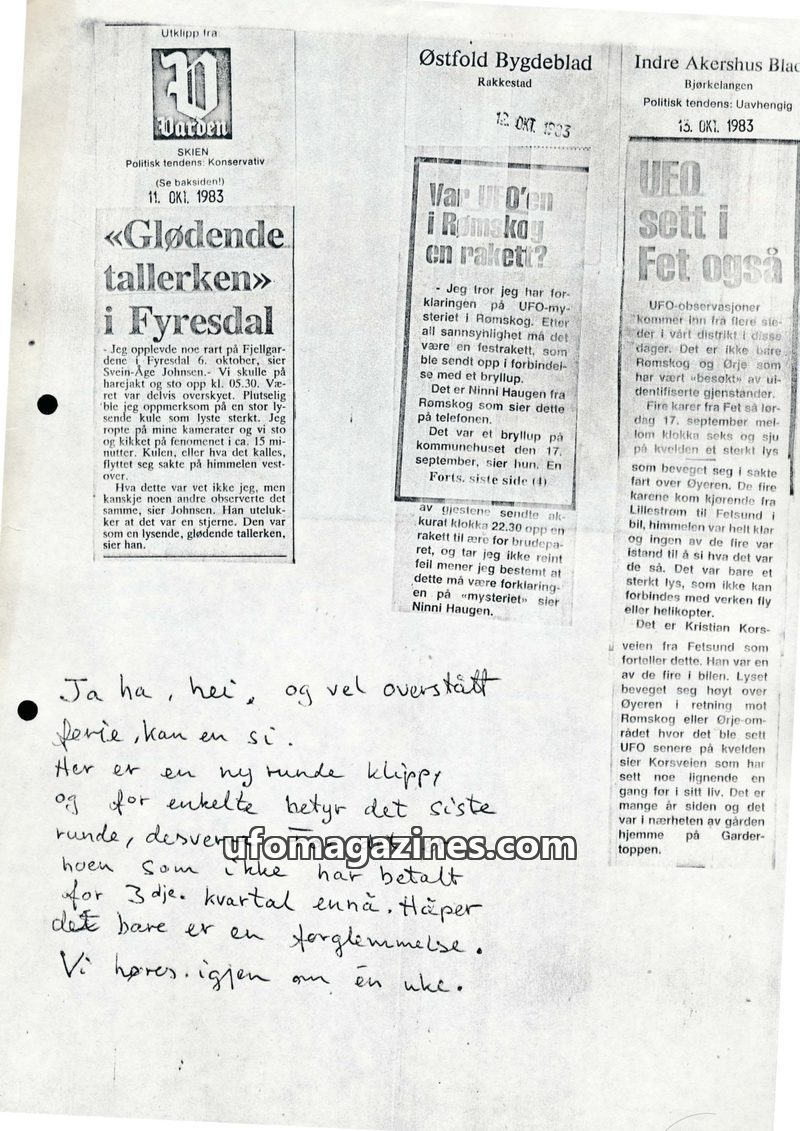 Utklipp fra
Varden
SKIEN
Politisk tendens: Konservativ
(Se baksiden!)
11. OKT. 1983
«Glødende
tallerken»
i Fyresdal
- Jeg opplevde noe rart på Fjellgar-
dene i Fyresdal 6. oktober, sier
Svein-Åge Johnsen.- Vi skulle på
harejakt og sto opp kl. 05.30. Væ-
ret var delvis overskyet. Plutselig
ble jeg oppmerksom på en stor ly-
sende kule som lyste sterkt. Jeg
ropte på mine kamerater og vi sto
og kikket på fenomenet i ca. 15 mi-
nutter. Kulen, eller hva det kalles,
flyttet seg sakte på himmelen vest-
over.
Hva dette var vet ikke jeg, men
kanskje noen andre observerte det
samme, sier Johnsen. Han uteluk-
ker at det var en stjerne. Den var
som en lysende, glødende tallerken,
sier han.
Østfold Bygdeblad
Rakkestad
12. OKT. 1983
Var UFO'en
i Rømskog
en rakett?
- Jeg tror jeg har for-
klaringen på UFO-my-
steriet i Rømskog. Etter
all sannsynlighet må det
være en festrakett, som
ble sendt opp i forbindel-
se med et bryllup.
Det er Ninni Haugen fra
Rømskog som sier dette
på telefonen.
Det var et bryllup på
kommunehuset den 17.
september, sier hun. En
Forts. siste side (4)
av gjestene sendte ak-
kurat klokka 22.30 opp en
rakett til ære for brudepa-
ret, og tar jeg ikke reint
feil mener jeg bestemt at
dette må være forklaring-
en på «mysteriet» sier
Ninni Haugen.
Indre Akershus Blad
Bjørkelangen
Politisk tendens: Uavhengig
13. OKT. 1983
UFO
sett i
Fet også
UFO-observasjoner
kommer inn fra flere ste-
der i vårt distrikt i disse
dager. Det er ikke bare
Rømskog og Ørje som
har vært «besøkt» av ui-
dentifiserte gjenstander.
Fire karer fra Fet så lør-
dag 17. september mel-
lom klokka seks og sju
på kvelden et sterkt lys
som beveget seg i sakte
fart over Øyeren. De fire
karene kom kjørende fra
Lillestrøm til Fetsund i
bil, himmelen var helt klar
og ingen av de fire var
istand til å si hva det var
de så. Det var bare et
sterkt lys, som ikke kan
forbindes med verken fly
eller helikopter.
Det er Kristian Kors-
veien fra Fetsund som
forteller dette. Han var en
av de fire i bilen. Lyset
beveget seg høyt over
Øyeren i retning mot
Rømskog eller Ørje-om-
rådet hvor det ble sett
UFO senere på kvelden
sier Korsveien som har
sett noe lignende en
gang før i sitt liv. Det er
mange år siden og det
var i nærheten av gården
hjemme på Garder-
toppen.
Ja ha, hei, og vel overstått
ferie, kan en si.
Her er en ny runde klipp,
og for enkelte betyr det siste
runde,
ufomagazines.com
noen som ikke har betalt
for 3dje. kvartal ennå. Håper
det bare er en forglemmelse.
Vi høres igjen om én uke.